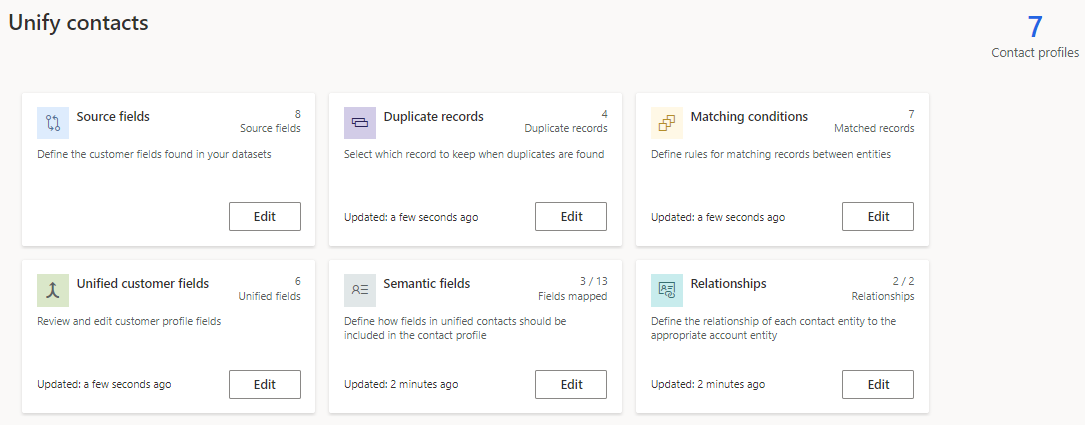 Unify contacts
7
Contact profiles
Source fields
8
Source fields
Define the customer fields found in your datasets
Edit
Duplicate records
4
Duplicate records
Select which record to keep when duplicates are found
Updated: a few seconds ago
Edit
Matching conditions
7
Matched records
Define rules for matching records between entities
Updated: a few seconds ago
Edit
Unified customer fields
6
Unified fields
Review and edit customer profile fields
Updated: a few seconds ago
Edit
Semantic fields
3 / 13
Fields mapped
Define how fields in unified contacts should be
included in the contact profile
Updated: 2 minutes ago
Edit
Relationships
2 / 2
Relationships
Define the relationship of each contact entity to the
appropriate account entity
Updated: 2 minutes ago
Edit